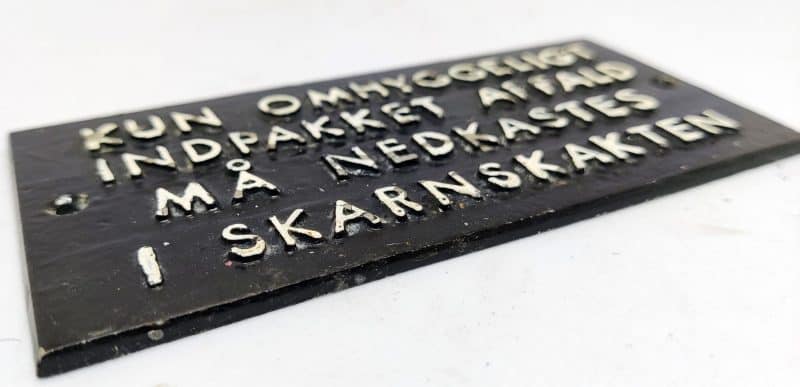 KUN OMHYGGELIGT
INDPAKKET AFFALD
MÅ NEDKASTES
I SKARNSKAKTEN